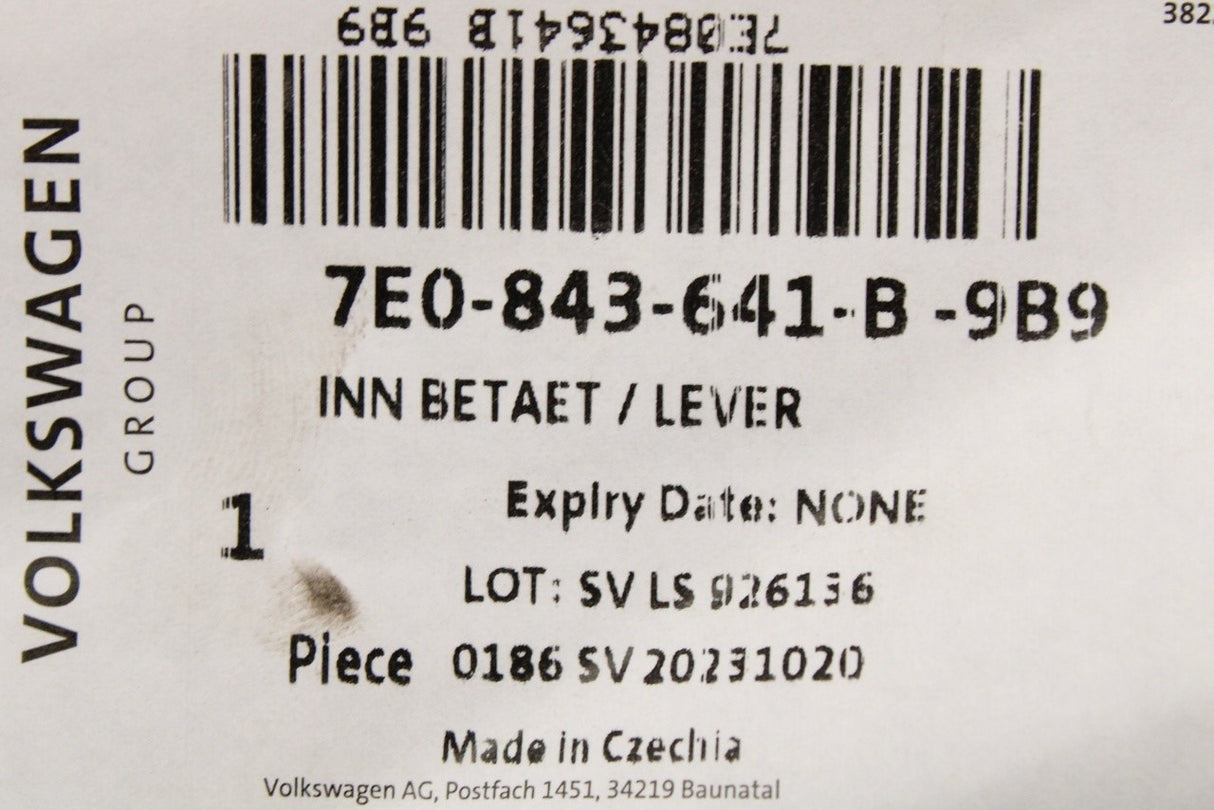 382
7E0843641B 9B9
VOLKSWAGEN
GROUP
7E0-843-641-B -9B9
INN BETAET / LEVER
1
Expiry Date: NONE
LOT: SV LS 926136
Piece 0186 SV 20231020
Made in Czechia
Volkswagen AG, Postfach 1451, 34219 Baunatal